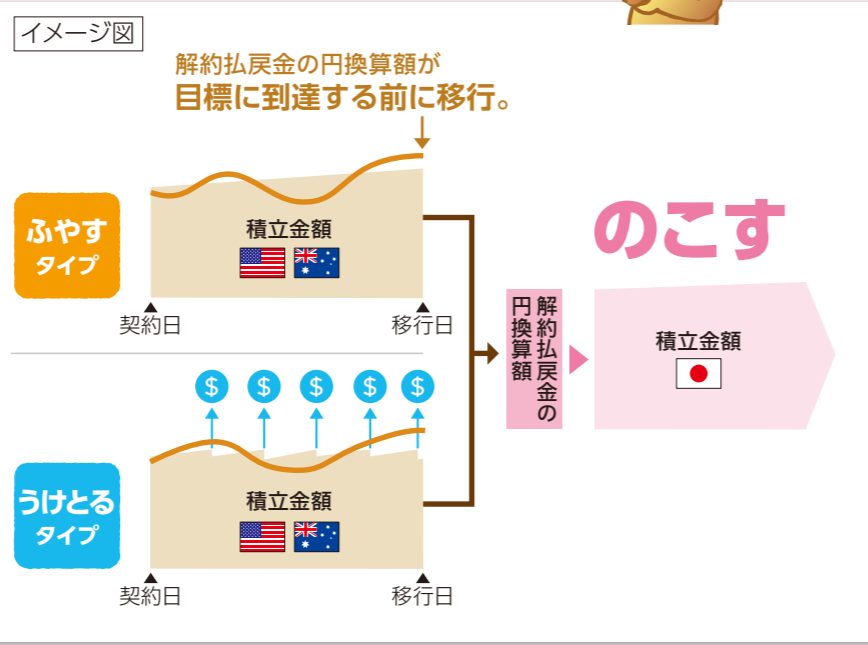 イメージ図
解約払戻金の円換算額が
目標に到達する前に移行。
ふやす
タイプ
積立金額
契約日
移行日
$ $ $ $ $
うけとる
タイプ
積立金額
契約日
移行日
解約払戻金の
円換算額
のこす
積立金額